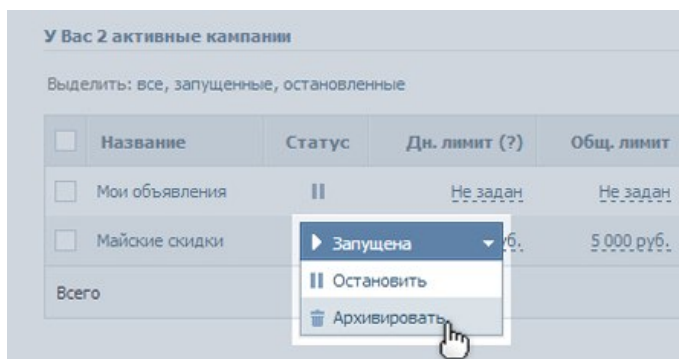 У Вас 2 активные кампании
Выделить: все, запущенные, остановленные
Название Статус Дн. лимит (?) Общ. лимит
Мои объявления Не задан Не задан
Майские скидки Запущена уб. 5 000 руб.
Остановить
Всего
Архивировать